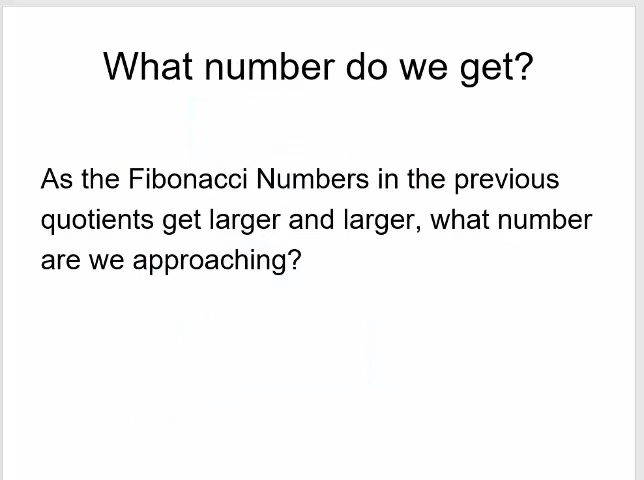 What number do we get?
As the Fibonacci Numbers in the previous
quotients get larger and larger, what number
are we approaching?